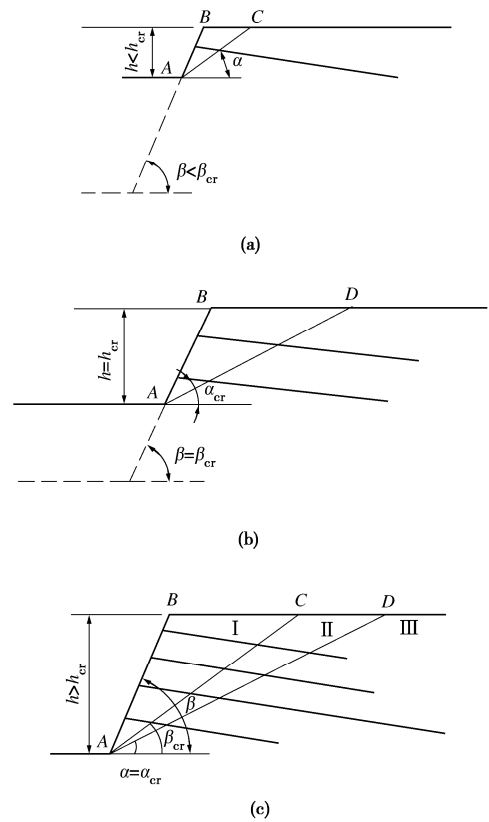 B
C
h<h_cr
A
α
β<β_cr
(a)
B
D
h=h_cr
A
α_cr
β=β_cr
(b)
B
C
D
I
II
III
h>h_cr
β
A
β_cr
α=α_cr
(c)